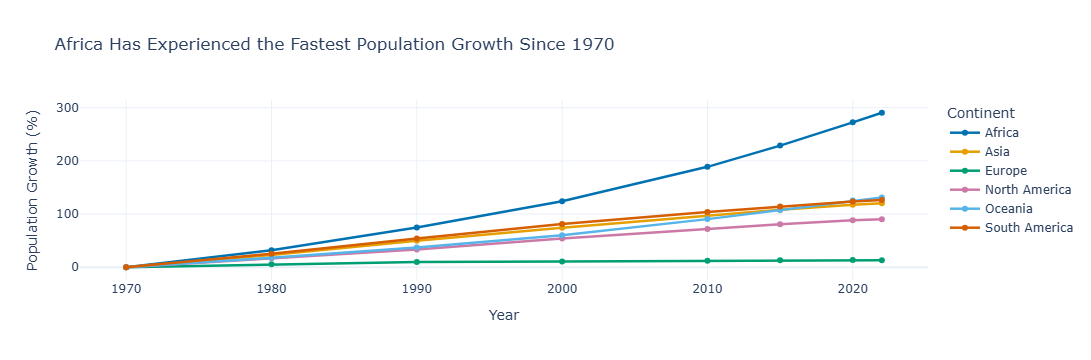 Africa Has Experienced the Fastest Population Growth Since 1970
Population Growth (%)
300
200
100
0
1970
1980
1990
2000
2010
2020
Year
Continent
Africa
Asia
Europe
North America
Oceania
South America